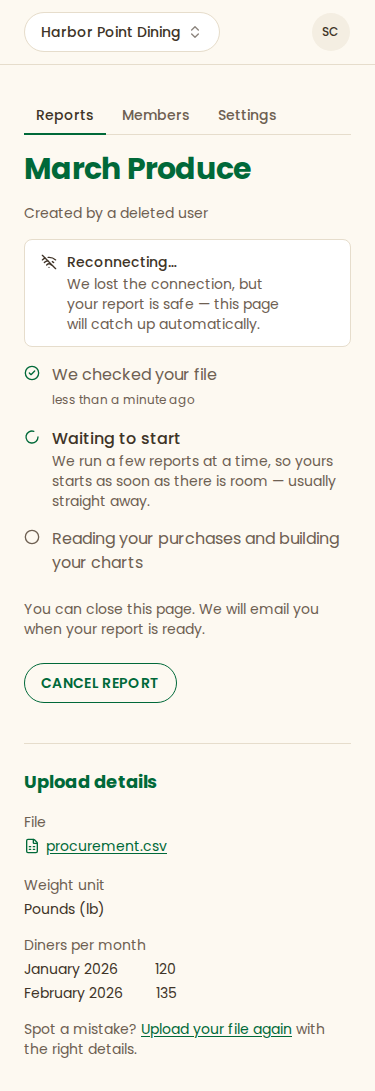 Harbor Point Dining
SC
Reports Members Settings
March Produce
Created by a deleted user
Reconnecting…
We lost the connection, but
your report is safe — this page
will catch up automatically.
We checked your file
less than a minute ago
Waiting to start
We run a few reports at a time, so yours
starts as soon as there is room — usually
straight away.
Reading your purchases and building
your charts
You can close this page. We will email you
when your report is ready.
CANCEL REPORT
Upload details
File
procurement.csv
Weight unit
Pounds (lb)
Diners per month
January 2026 120
February 2026 135
Spot a mistake? Upload your file again with
the right details.